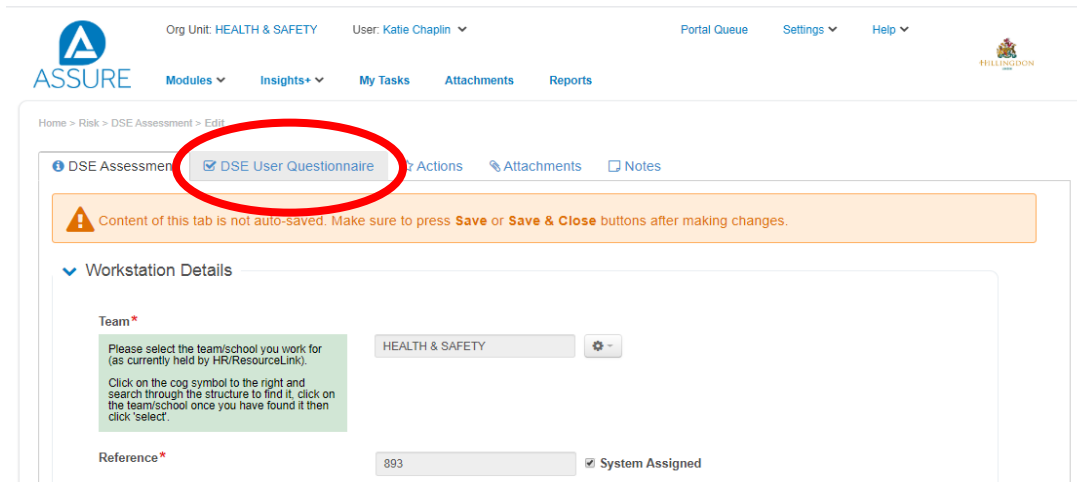 Org Unit: HEALTH & SAFETY User: Katie Chaplin Portal Queue Settings Help
ASSURE
HILLINGDON
Modules Insights+ My Tasks Attachments Reports
Home > Risk > DSE Assessment > Edit
DSE Assessment DSE User Questionnaire Actions Attachments Notes
Content of this tab is not auto-saved. Make sure to press Save or Save & Close buttons after making changes.
Workstation Details
Team*
Please select the team/school you work for
(as currently held by HR/ResourceLink).
Click on the cog symbol to the right and
search through the structure to find it, click on
the team/school once you have found it then
click 'select'.
HEALTH & SAFETY
Reference*
893 System Assigned